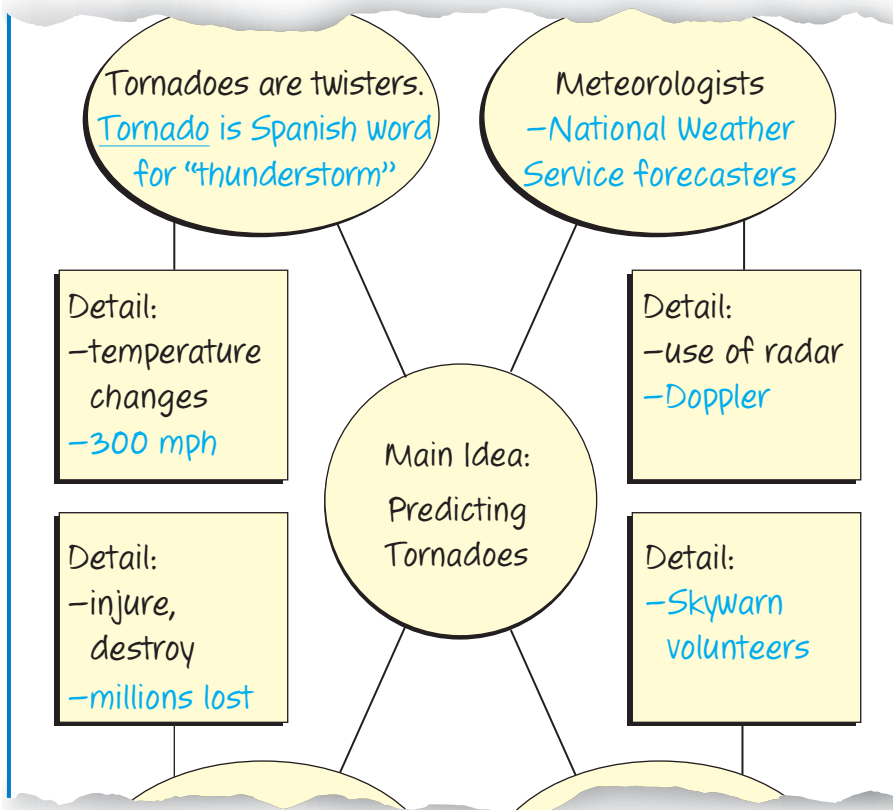 Tornadoes are twisters.
Tornado is Spanish word
for “thunderstorm”
Meteorologists
–National Weather
Service forecasters
Detail:
–temperature
changes
–300 mph
Detail:
–use of radar
–Doppler
Main Idea:
Predicting
Tornadoes
Detail:
–injure,
destroy
–millions lost
Detail:
–Skywarn
volunteers